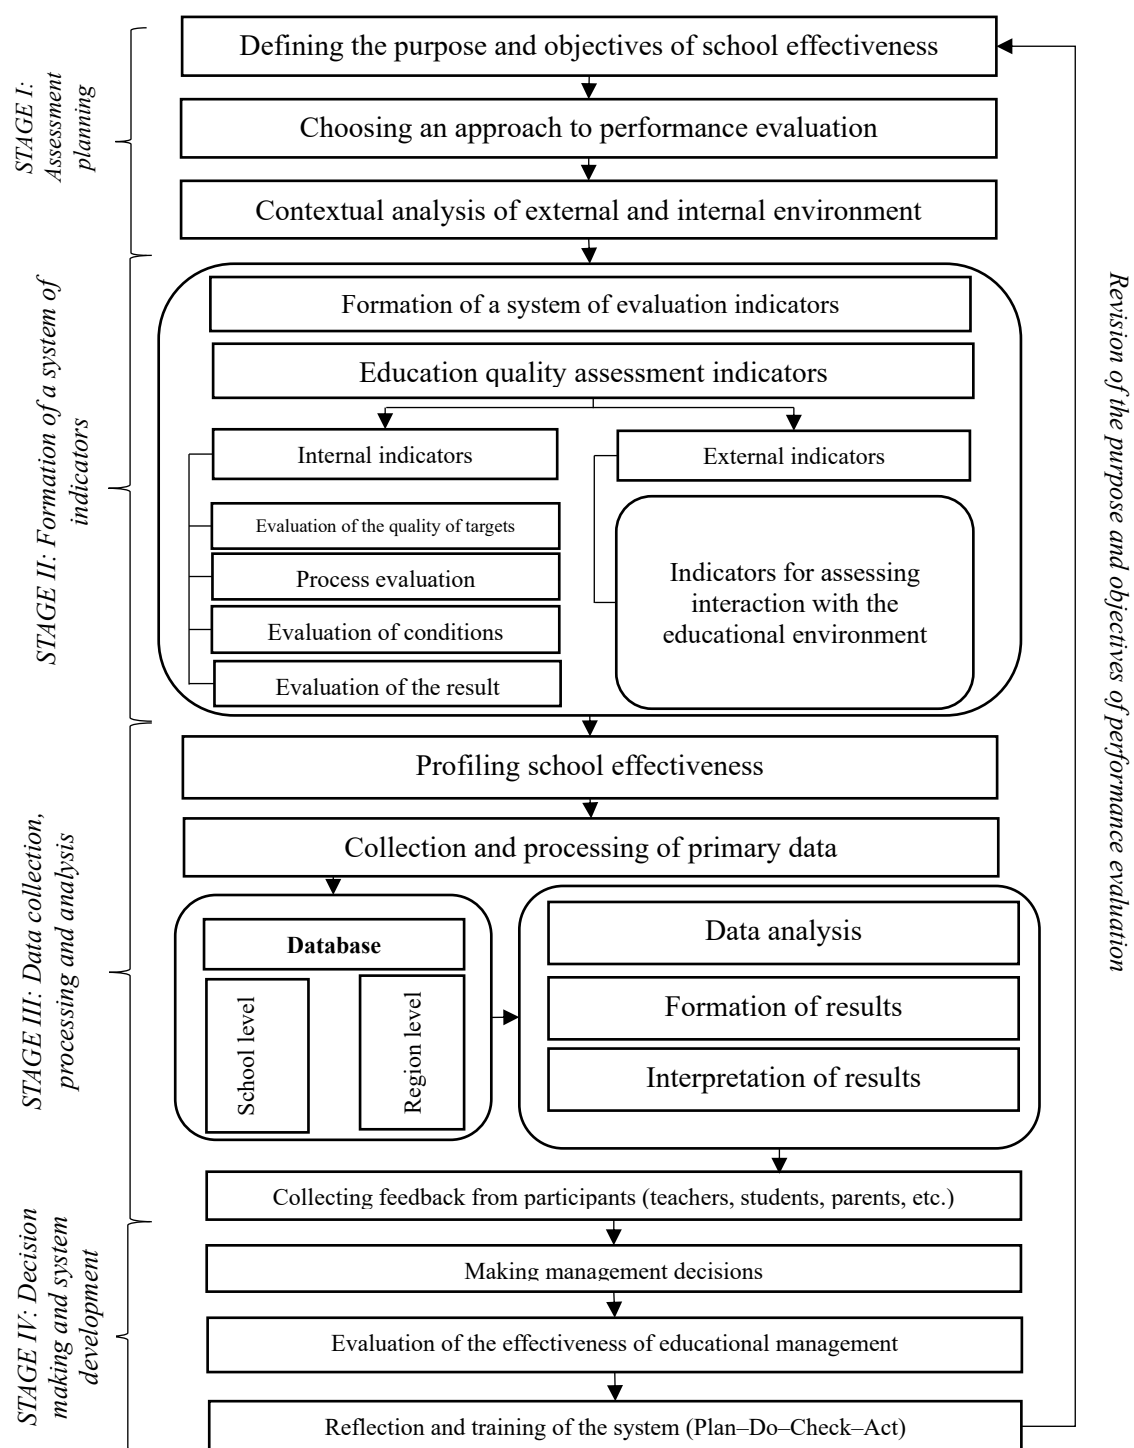 STAGE I:
Assessment
planning
Defining the purpose and objectives of school effectiveness
Choosing an approach to performance evaluation
Contextual analysis of external and internal environment
STAGE II: Formation of a system of
indicators
Formation of a system of evaluation indicators
Education quality assessment indicators
Internal indicators
External indicators
Evaluation of the quality of targets
Process evaluation
Evaluation of conditions
Evaluation of the result
Indicators for assessing
interaction with the
educational environment
STAGE III: Data collection,
processing and analysis
Profiling school effectiveness
Collection and processing of primary data
Database
School level
Region level
Data analysis
Formation of results
Interpretation of results
Collecting feedback from participants (teachers, students, parents, etc.)
STAGE IV: Decision
making and system
development
Making management decisions
Evaluation of the effectiveness of educational management
Reflection and training of the system (Plan–Do–Check–Act)
Revision of the purpose and objectives of performance evaluation